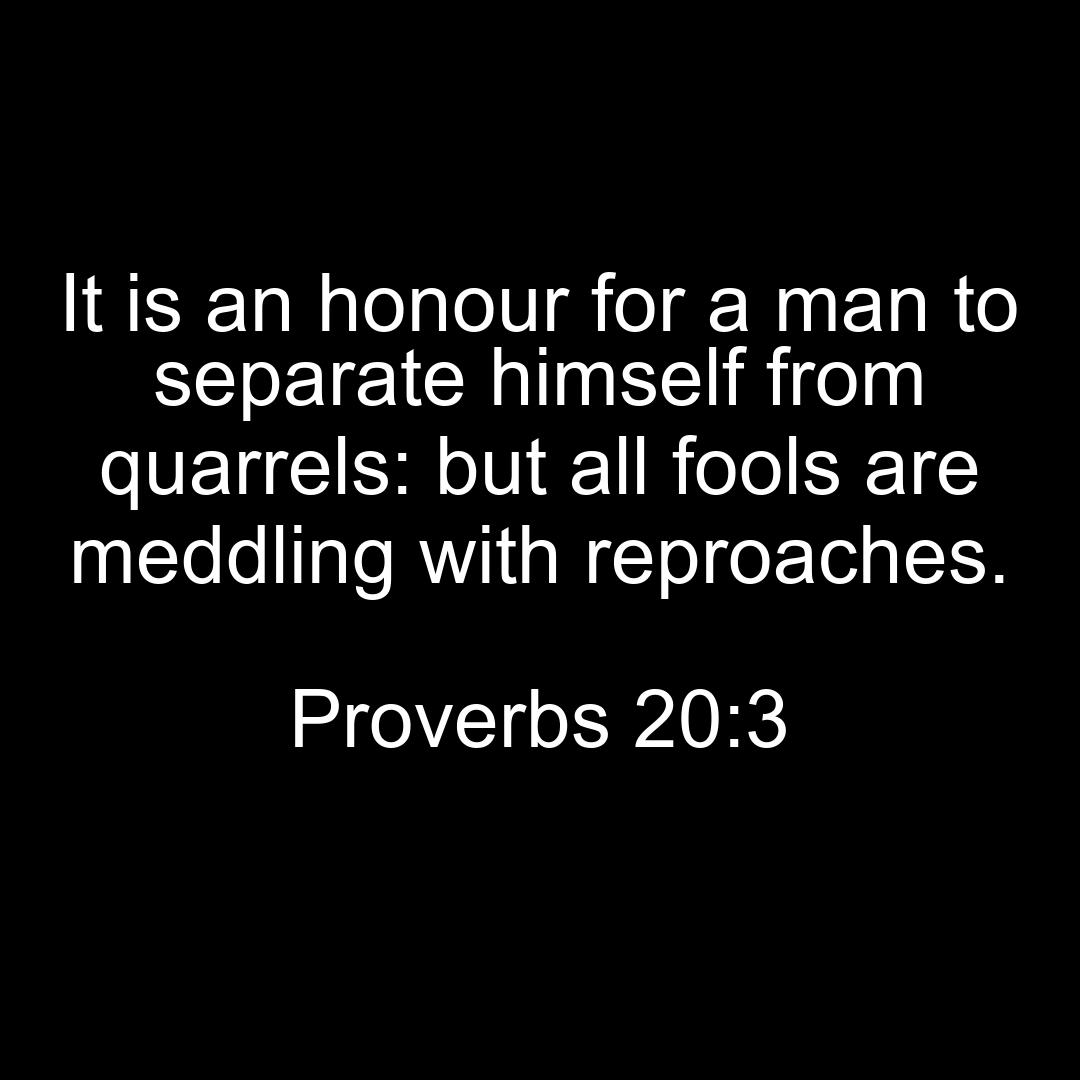 It is an honour for a man to
separate himself from
quarrels: but all fools are
meddling with reproaches.
Proverbs 20:3